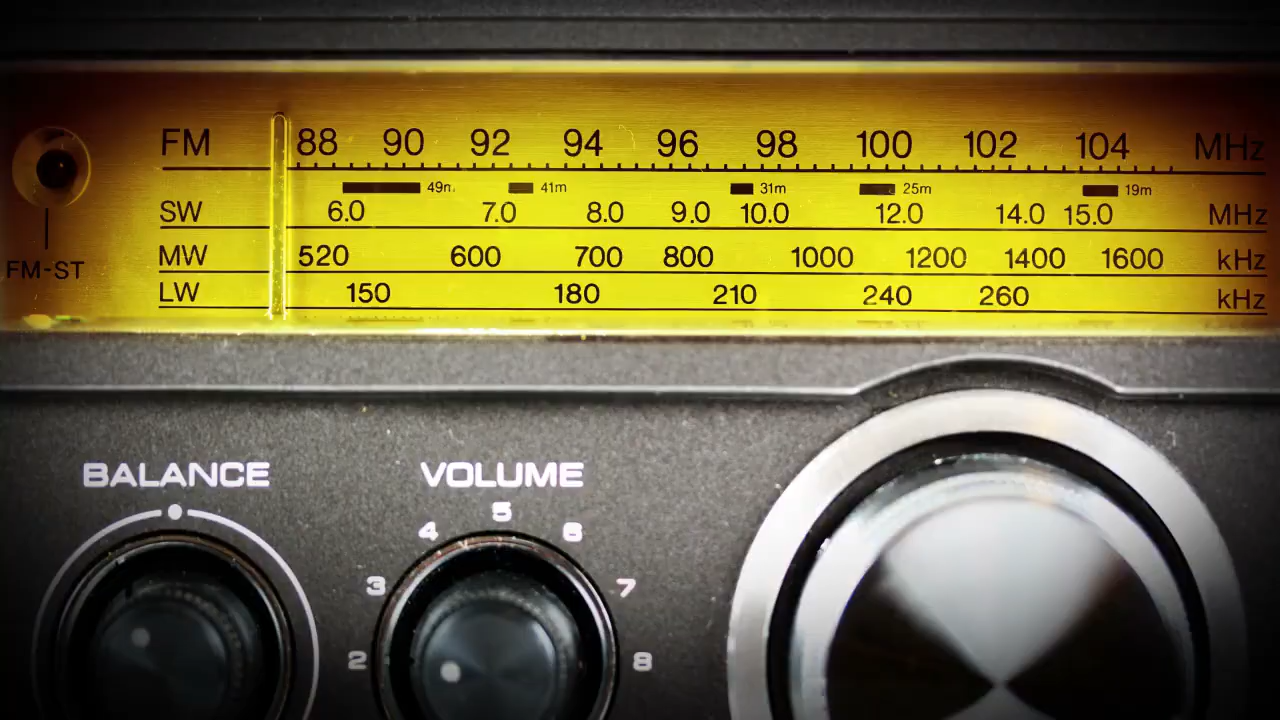 FM 88 90 92 94 96 98 100 102 104 MHz
49m 41m 31m 25m 19m
SW 6.0 7.0 8.0 9.0 10.0 12.0 14.0 15.0 MHz
MW 520 600 700 800 1000 1200 1400 1600 kHz
FM-ST
LW 150 180 210 240 260 kHz
BALANCE VOLUME
5
4 6
3 7
2 8